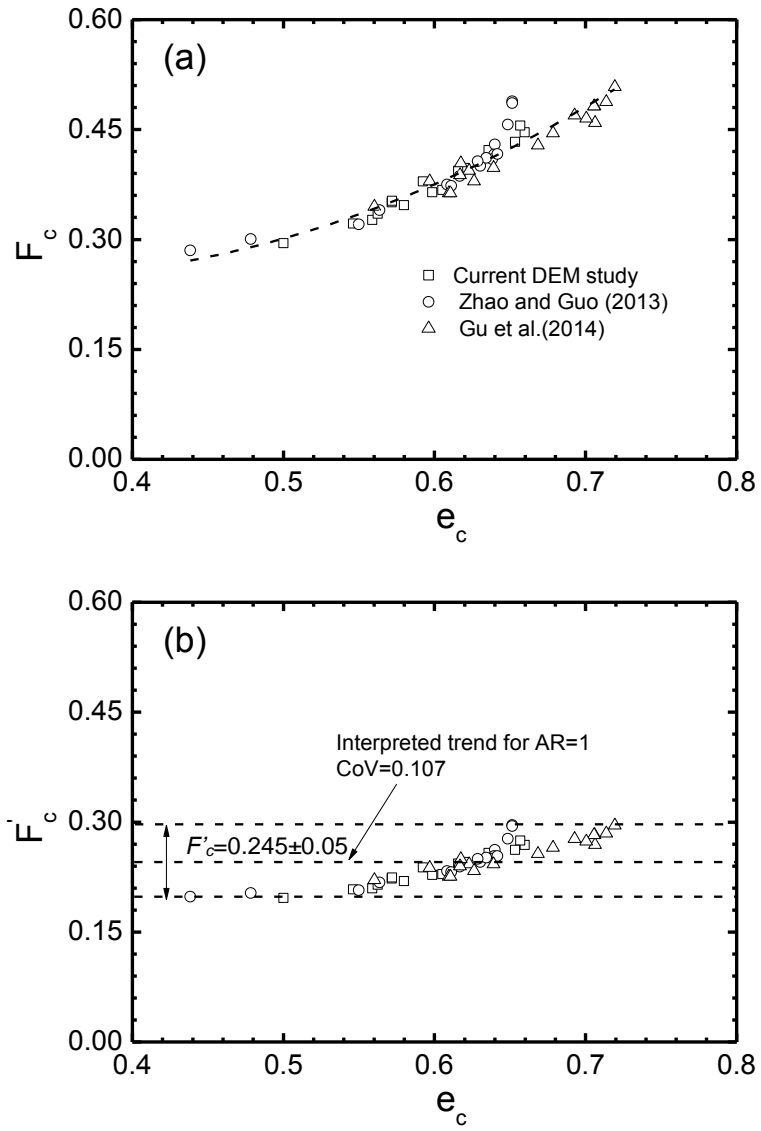 (a)
0.60
0.45
0.30
0.15
0.00
F_c
Current DEM study
Zhao and Guo (2013)
Gu et al.(2014)
0.4 0.5 0.6 0.7 0.8
e_c
(b)
0.60
0.45
0.30
0.15
0.00
F'_c
Interpreted trend for AR=1
CoV=0.107
F'_c=0.245±0.05
0.4 0.5 0.6 0.7 0.8
e_c